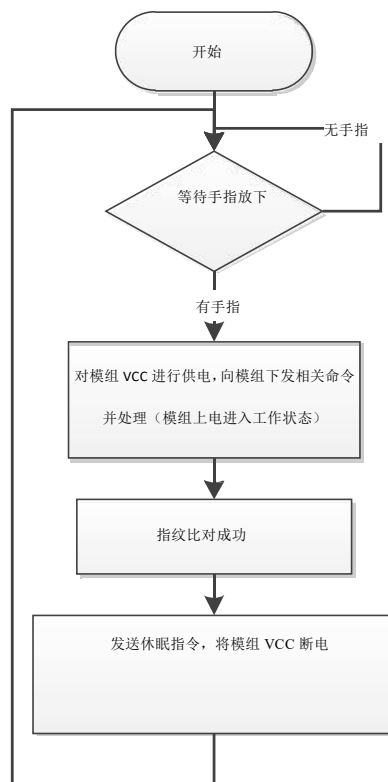 开始
无手指
等待手指放下
有手指
对模组 VCC 进行供电，向模组下发相关命令
并处理（模组上电进入工作状态）
指纹比对成功
发送休眠指令，将模组 VCC 断电